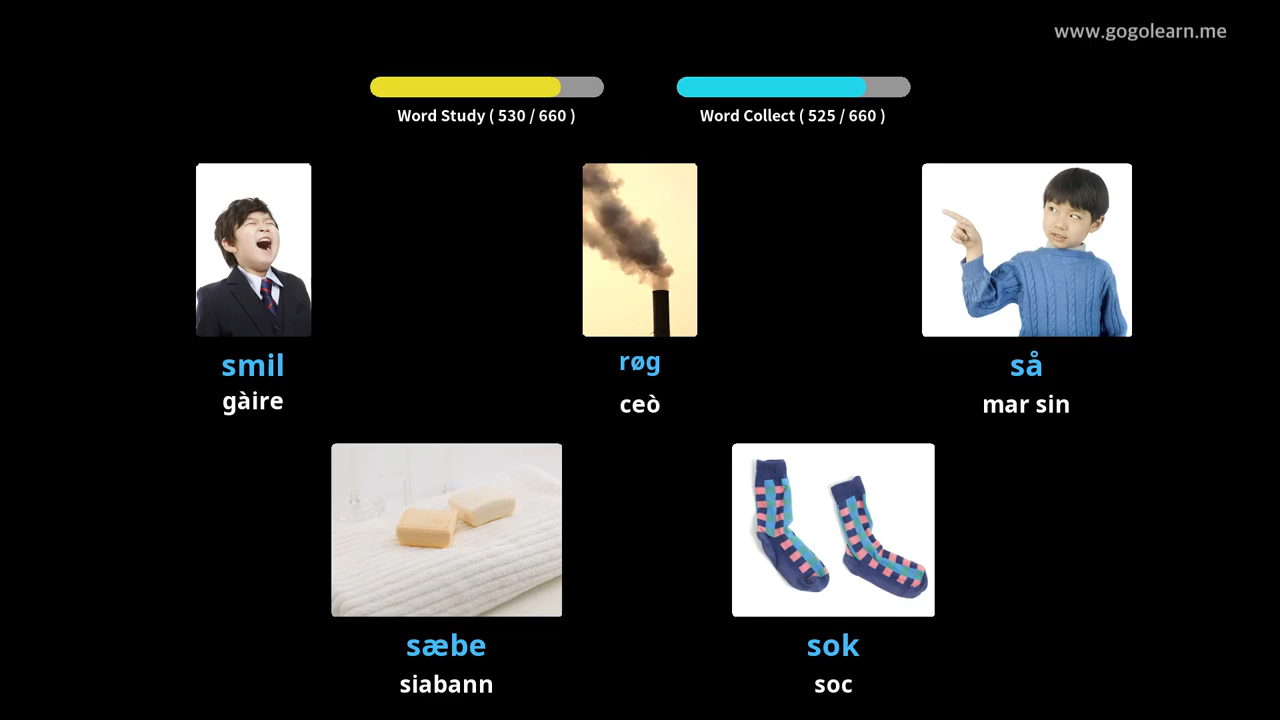 www.gogolearn.me
Word Study ( 530 / 660 )
Word Collect ( 525 / 660 )
smil
gàire
røg
ceò
så
mar sin
sæbe
siabann
sok
soc